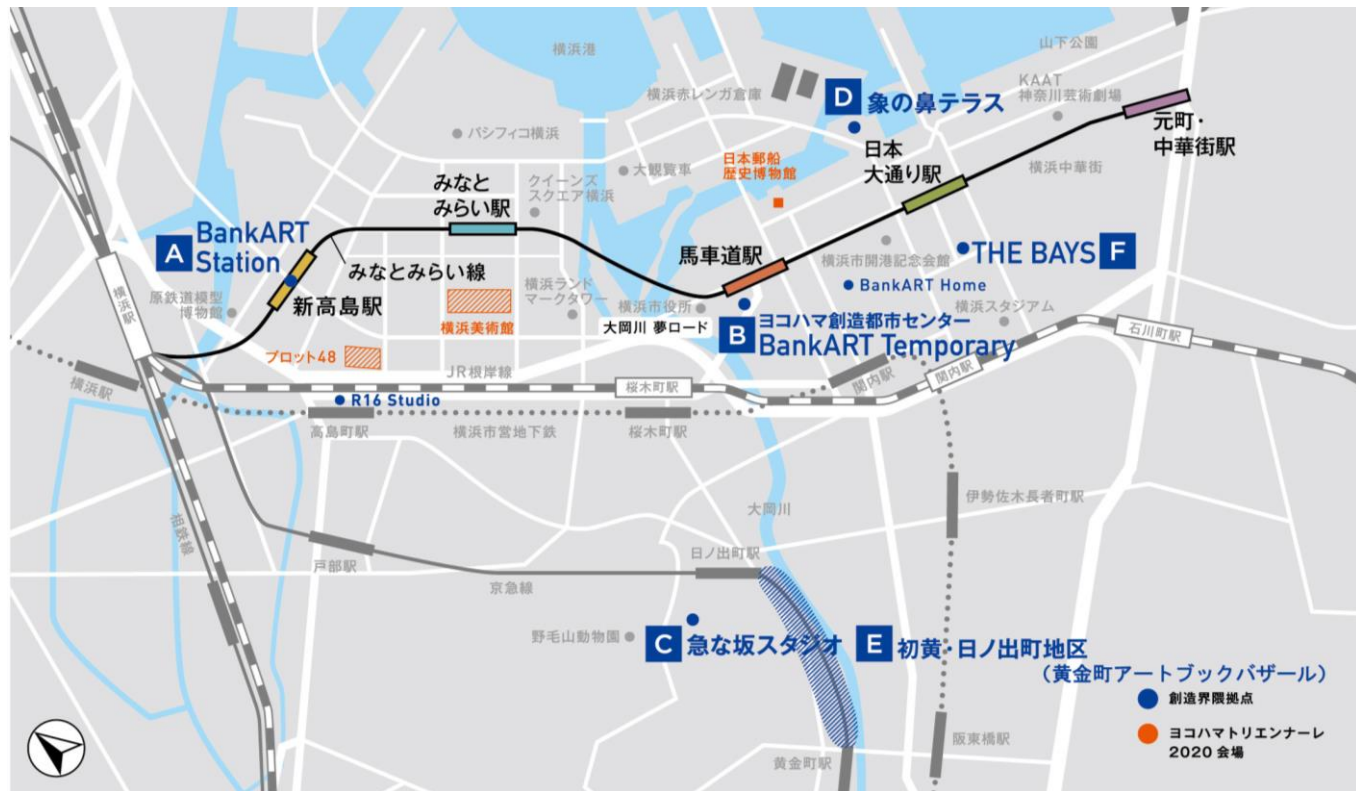 横浜港
山下公園
KAAT
神奈川芸術劇場
横浜赤レンガ倉庫
D 象の鼻テラス
元町・
中華街駅
パシフィコ横浜
大観覧車
日本郵船
歴史博物館
日本
大通り駅
横浜中華街
みなと
みらい駅
クイーンズ
スクエア横浜
A BankART
Station
みなとみらい線
馬車道駅
横浜市開港記念会館
THE BAYS F
BankART Home
横浜駅
原鉄道模型
博物館
新高島駅
横浜美術館
横浜ランド
マークタワー
横浜市役所
大岡川 夢ロード
B ヨコハマ創造都市センター
BankART Temporary
横浜スタジアム
石川町駅
プロット48
JR根岸線
桜木町駅
関内駅
関内駅
横浜駅
R16 Studio
高島町駅
横浜市営地下鉄
桜木町駅
相鉄線
戸部駅
京急線
日ノ出町駅
大岡川
伊勢佐木長者町駅
野毛山動物園
C 急な坂スタジオ
E 初黄・日ノ出町地区
(黄金町アートブックバザール)
創造界隈拠点
ヨコハマトリエンナーレ
2020 会場
黄金町駅
阪東橋駅